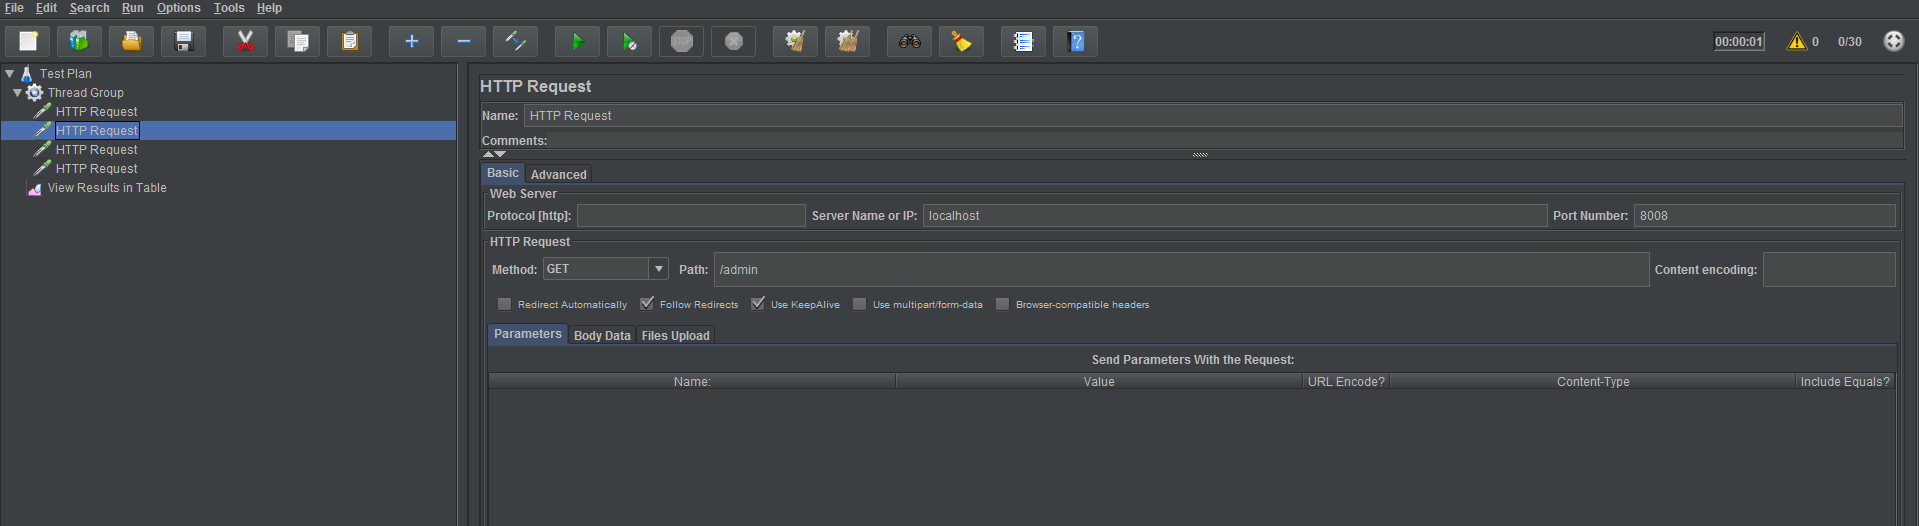 File Edit Search Run Options Tools Help
STOP
00:00:01 0 0/30
Test Plan
Thread Group
HTTP Request
HTTP Request
HTTP Request
HTTP Request
View Results in Table
HTTP Request
Name: HTTP Request
Comments:
Basic Advanced
Web Server
Protocol [http]: Server Name or IP: localhost Port Number: 8008
HTTP Request
Method: GET Path: /admin Content encoding:
Redirect Automatically Follow Redirects Use KeepAlive Use multipart/form-data Browser-compatible headers
Parameters Body Data Files Upload
Send Parameters With the Request:
Name: Value URL Encode? Content-Type Include Equals?